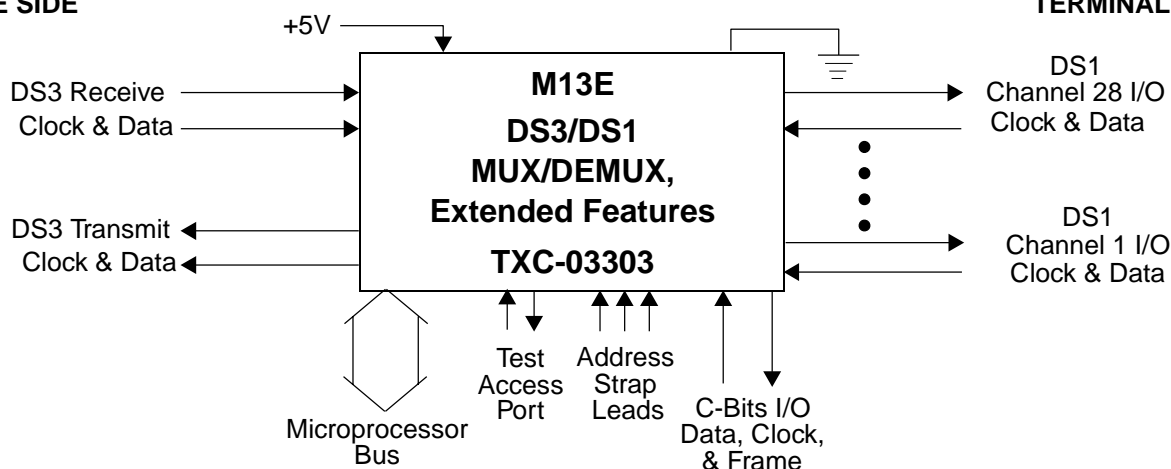 E SIDE
TERMINAL
+5V
DS3 Receive
Clock & Data
DS3 Transmit
Clock & Data
M13E
DS3/DS1
MUX/DEMUX,
Extended Features
TXC-03303
DS1
Channel 28 I/O
Clock & Data
DS1
Channel 1 I/O
Clock & Data
Microprocessor
Bus
Test
Access
Port
Address
Strap
Leads
C-Bits I/O
Data, Clock,
& Frame